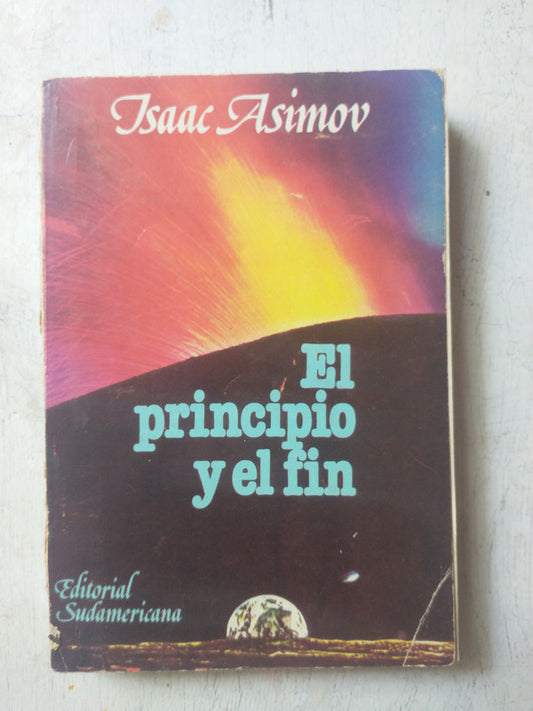 Isaac Asimov
El
principio
y el fin
Editorial
Sudamericana